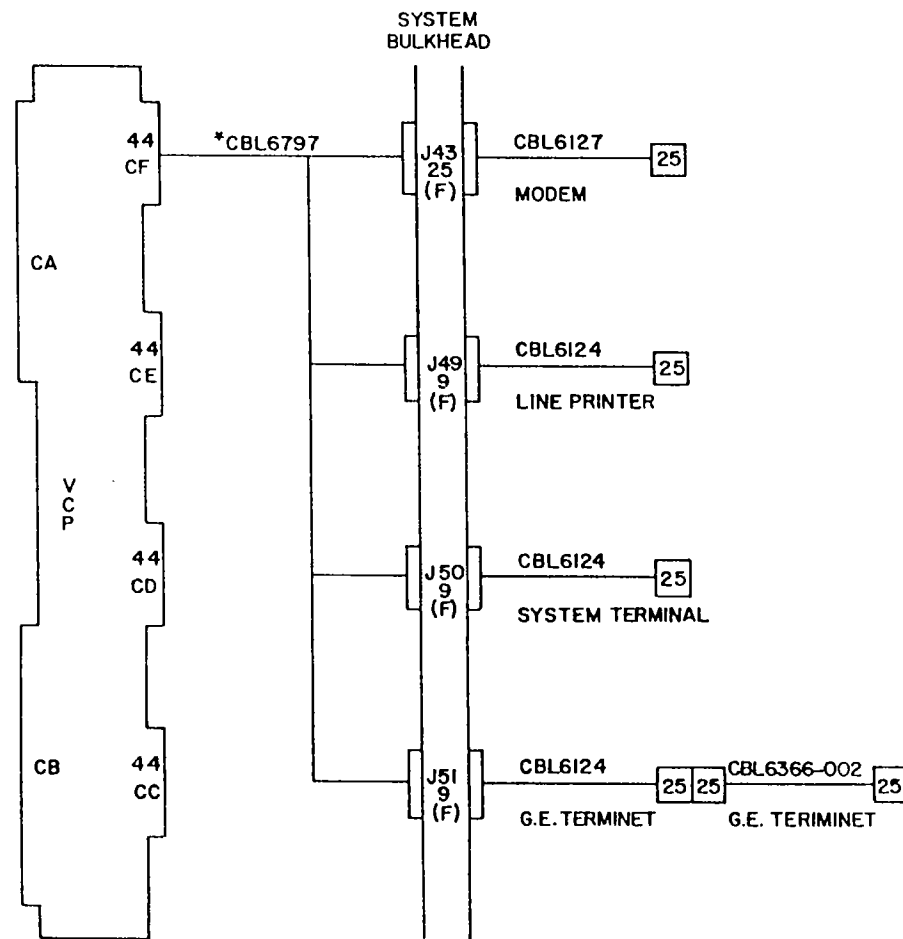 SYSTEM
BULKHEAD
44
CF
*CBL6797
J43
25
(F)
CBL6127
25
MODEM
CA
44
CE
J49
9
(F)
CBL6124
25
LINE PRINTER
V
C
P
44
CD
J50
9
(F)
CBL6124
25
SYSTEM TERMINAL
CB
44
CC
J51
9
(F)
CBL6124
25
25
CBL6366-002
25
G.E. TERMINET
G.E. TERIMINET